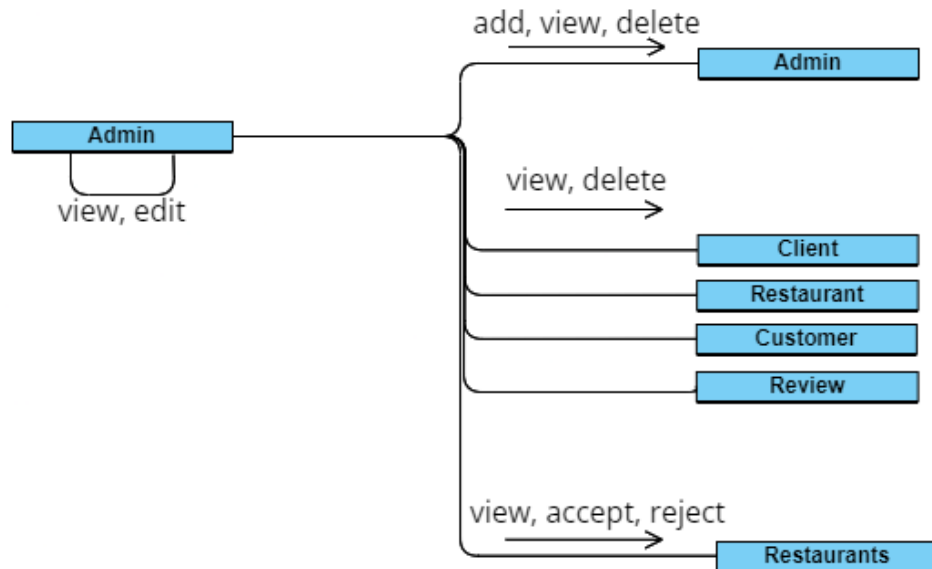 add, view, delete
Admin
Admin
view, edit
view, delete
Client
Restaurant
Customer
Review
view, accept, reject
Restaurants